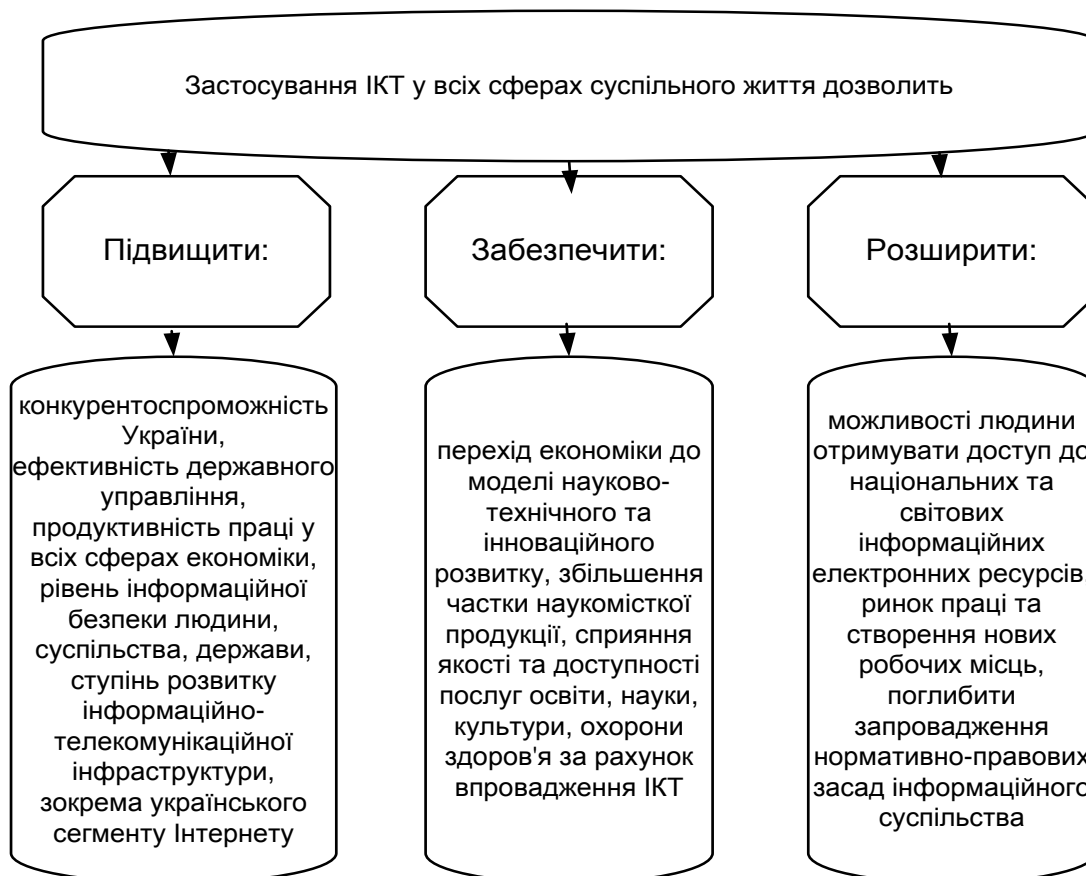 Застосування ІКТ у всіх сферах суспільного життя дозволить
Підвищити:
Забезпечити:
Розширити:
конкурентоспроможність
України,
ефективність державного
управління,
продуктивність праці у
всіх сферах економіки,
рівень інформаційної
безпеки людини,
суспільства, держави,
ступінь розвитку
інформаційно-
телекомунікаційної
інфраструктури,
зокрема українського
сегменту Інтернету
перехід економіки до
моделі науково-
технічного та
інноваційного
розвитку, збільшення
частки наукомісткої
продукції, сприяння
якості та доступності
послуг освіти, науки,
культури, охорони
здоров'я за рахунок
впровадження ІКТ
можливості людини
отримувати доступ до
національних та
світових
інформаційних
електронних ресурсів,
ринок праці та
створення нових
робочих місць,
поглибити
запровадження
нормативно-правових
засад інформаційного
суспільства